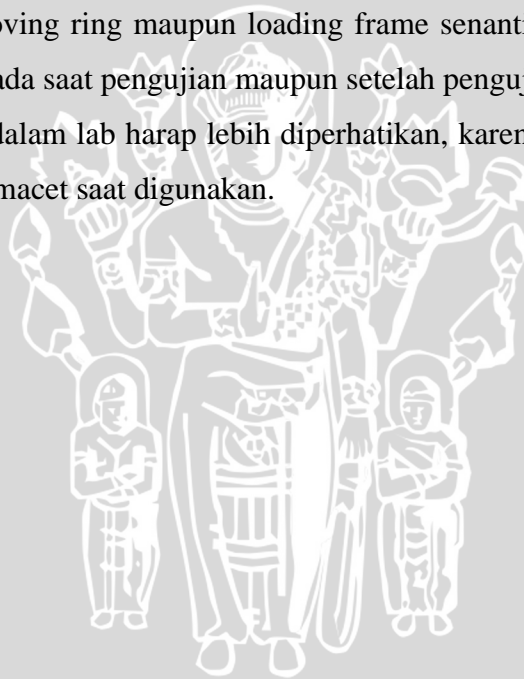 oving ring maupun loading frame senanti
ada saat pengujian maupun setelah penguj
dalam lab harap lebih diperhatikan, karen
macet saat digunakan.